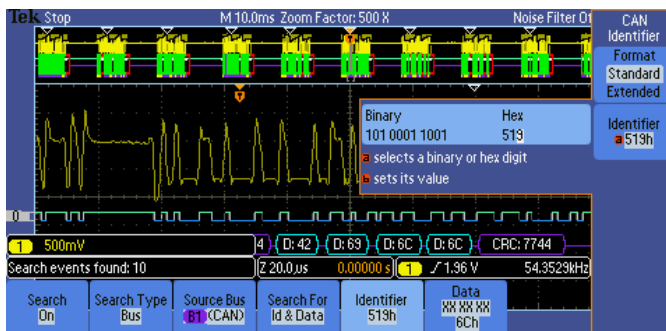 Tek Stop M 10.0ms Zoom Factor: 500 X Noise Filter Of
CAN
Identifier
Format
Standard
Extended
Identifier
a 519h
Binary Hex
101 0001 1001 519
a selects a binary or hex digit
b sets its value
1 500mV
4 D: 42 D: 69 D: 6C D: 6C CRC: 7744
Search events found: 10 Z 20.0µs 0.00000 s 1 1.96 V 54.3529kHz
Search
On
Search Type
Bus
Source Bus
B1 (CAN)
Search For
Id & Data
Identifier
519h
Data
XX XX XX
6Ch